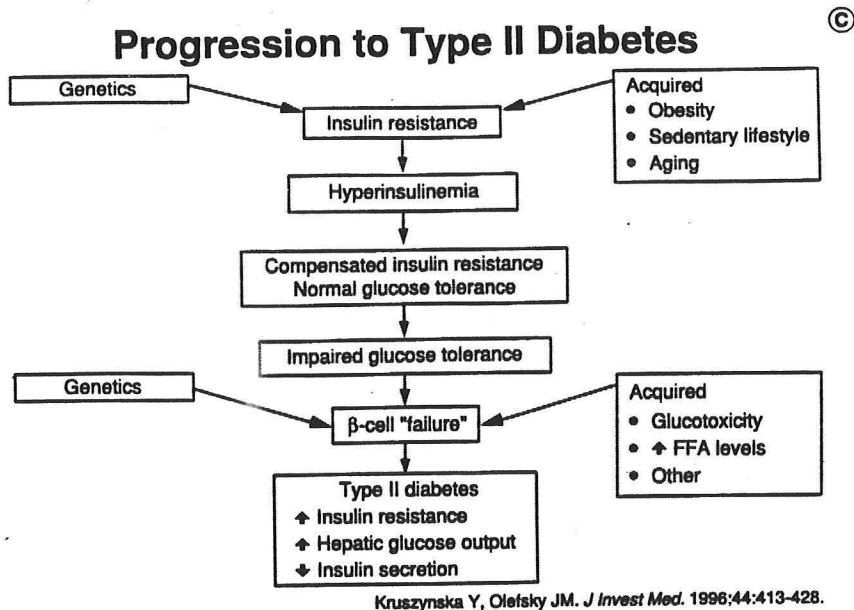 ©
Progression to Type II Diabetes
Genetics
Acquired
• Obesity
• Sedentary lifestyle
• Aging
Insulin resistance
Hyperinsulinemia
Compensated insulin resistance
Normal glucose tolerance
Impaired glucose tolerance
Genetics
Acquired
• Glucotoxicity
• ↑ FFA levels
• Other
β-cell "failure"
Type II diabetes
↑ Insulin resistance
↑ Hepatic glucose output
↓ Insulin secretion
Kruszynska Y, Olefsky JM. J Invest Med. 1996;44:413-428.